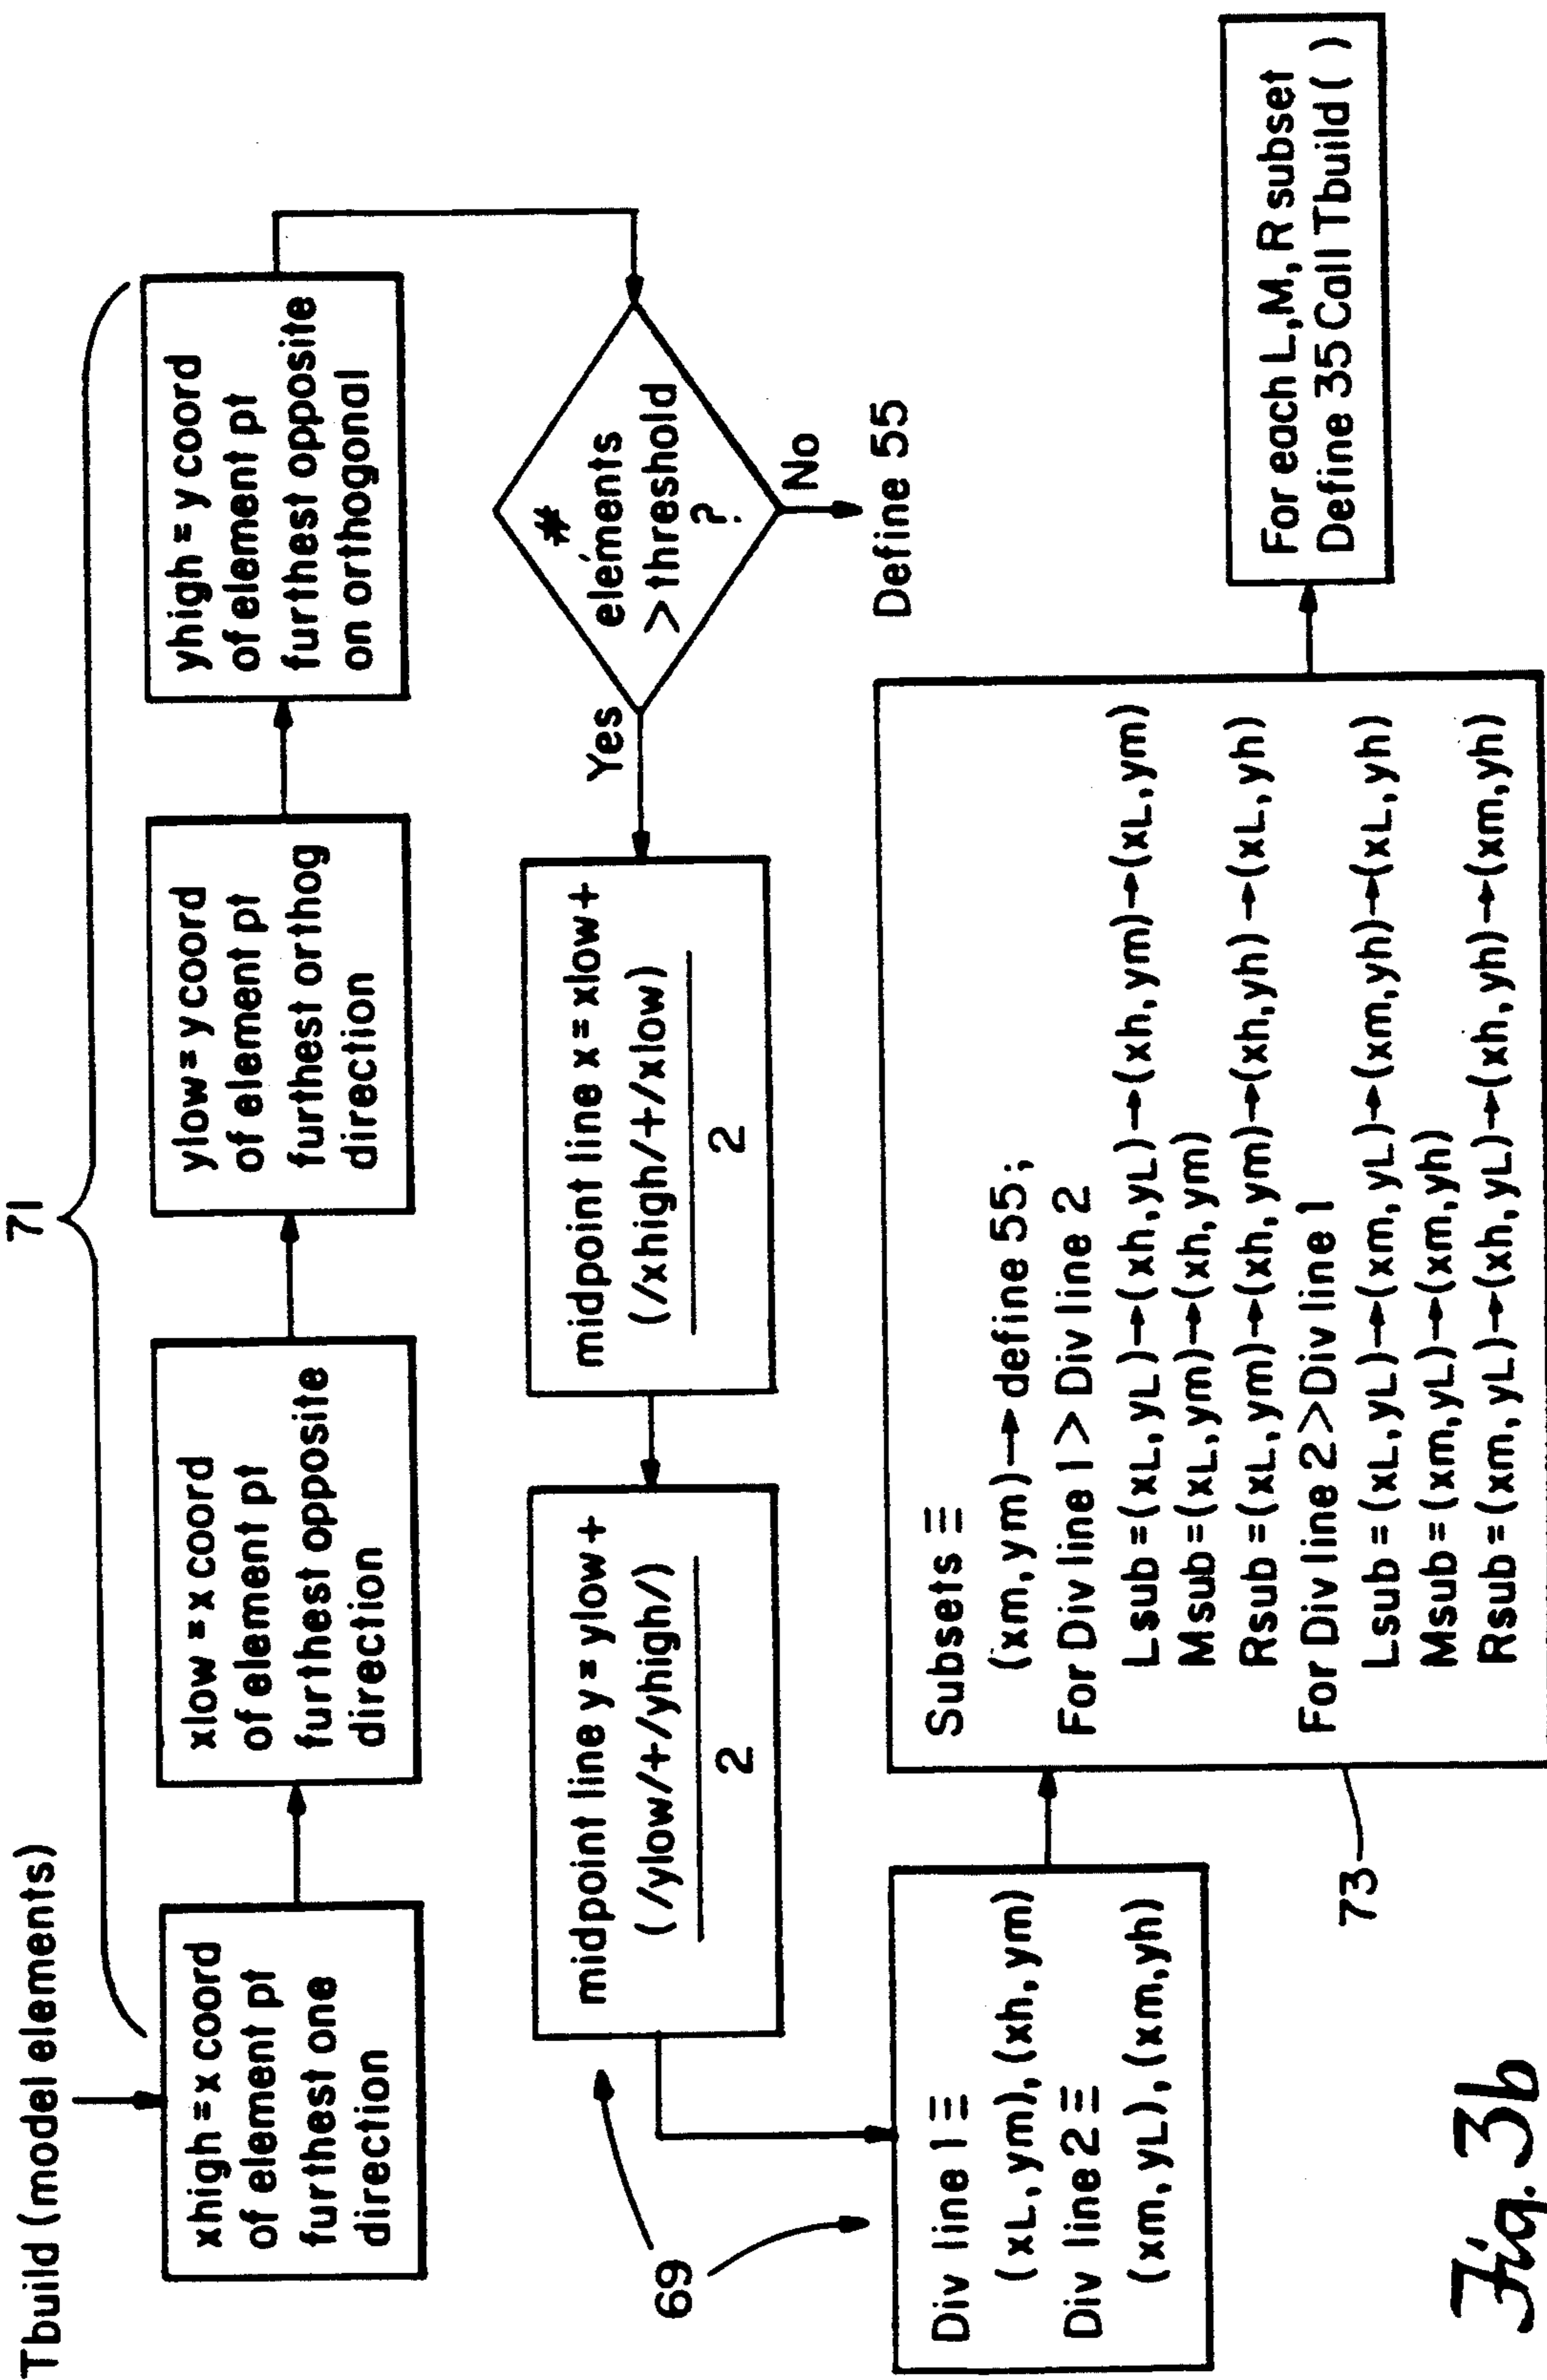 Tbuild (model elements)
71
xhigh = x coord
of element pt
furthest one
direction
xlow = x coord
of element pt
furthest opposite
direction
ylow = y coord
of element pt
furthest orthog
direction
yhigh = y coord
of element pt
furthest opposite
on orthogonal
#
elements
> threshold
?
Yes
No
Define 55
midpoint line x = xlow +
(/xhigh/+/xlow)
2
midpoint line y = ylow +
(/ylow/+/yhigh/)
2
69
Div line 1 ≡
(xL, ym), (xh, ym)
Div line 2 ≡
(xm, yL), (xm, yh)
Subsets ≡
(xm, ym) → define 55;
For Div line 1 > Div line 2
Lsub = (xL, yL) → (xh, yL) → (xh, ym) → (xL, ym)
Msub = (xL, ym) → (xh, ym)
Rsub = (xL, ym) → (xh, ym) → (xh, yh) → (xL, yh)
For Div line 2 > Div line 1
Lsub = (xL, yL) → (xm, yL) → (xm, yh) → (xL, yh)
Msub = (xm, yL) → (xm, yh)
Rsub = (xm, yL) → (xh, yL) → (xh, yh) → (xm, yh)
73
For each L, M, R subset
Define 35 Call Tbuild ( )
Fig. 3b